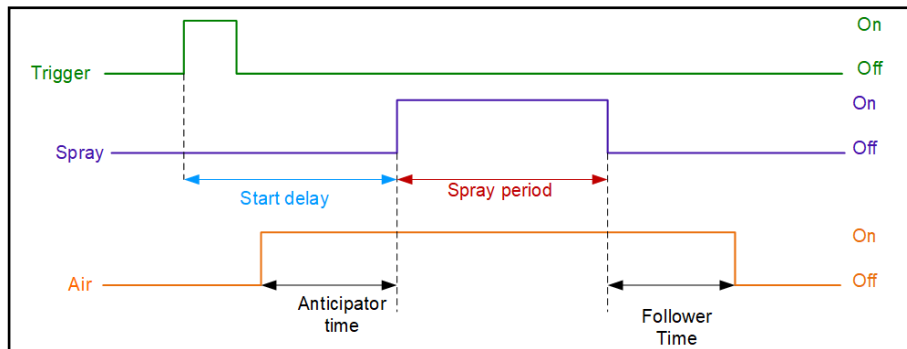 On
Trigger
Off
On
Spray
Off
Start delay
Spray period
On
Air
Off
Anticipator
time
Follower
Time